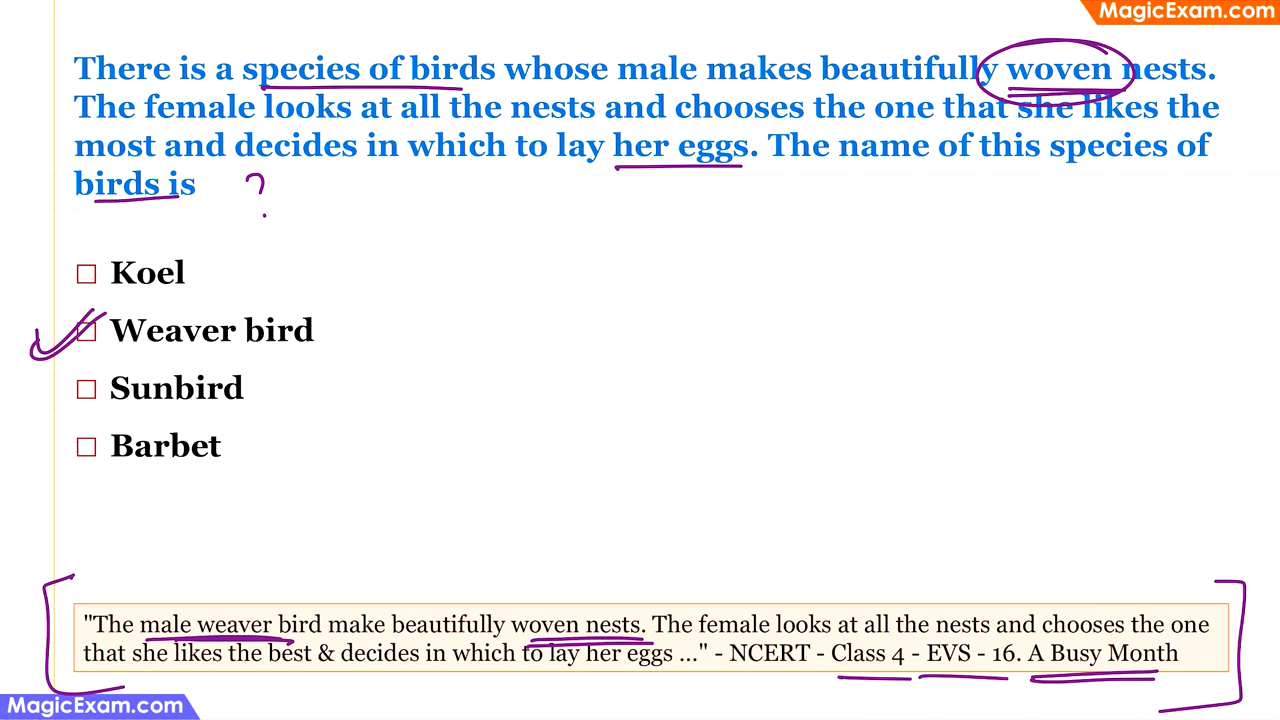 MagicExam.com
There is a species of birds whose male makes beautifully woven nests.
The female looks at all the nests and chooses the one that she likes the
most and decides in which to lay her eggs. The name of this species of
birds is ?
Koel
Weaver bird
Sunbird
Barbet
"The male weaver bird make beautifully woven nests. The female looks at all the nests and chooses the one
that she likes the best & decides in which to lay her eggs ..." - NCERT - Class 4 - EVS - 16. A Busy Month
MagicExam.com